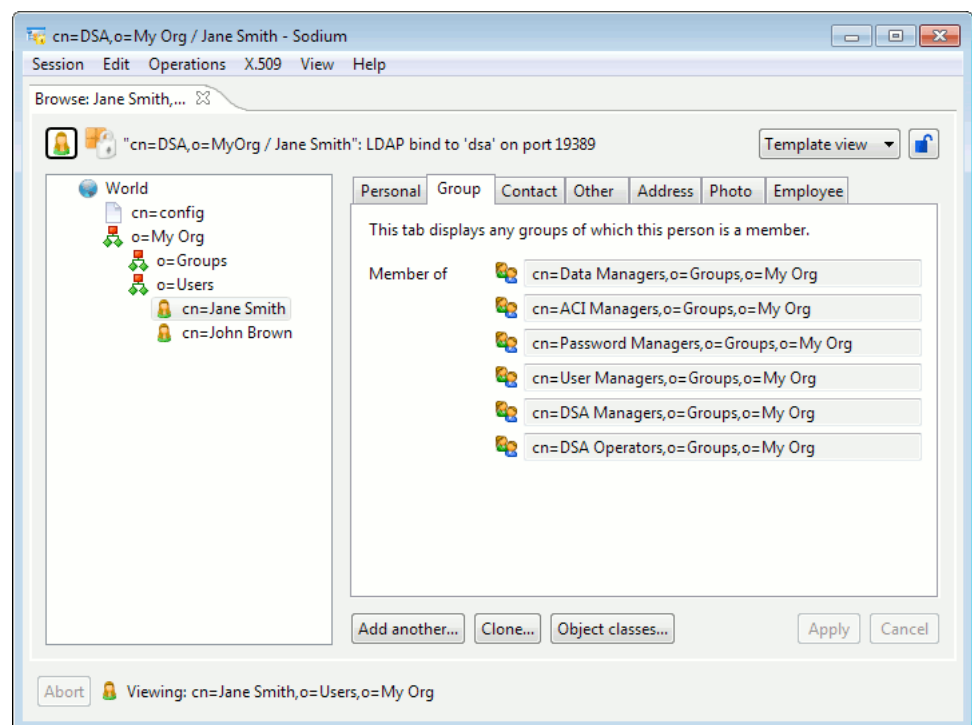 cn=DSA,o=My Org / Jane Smith - Sodium
Session Edit Operations X.509 View Help
Browse: Jane Smith,...
"cn=DSA,o=MyOrg / Jane Smith": LDAP bind to 'dsa' on port 19389
Template view
World
cn=config
o=My Org
o=Groups
o=Users
cn=Jane Smith
cn=John Brown
Personal Group Contact Other Address Photo Employee
This tab displays any groups of which this person is a member.
Member of
cn=Data Managers,o=Groups,o=My Org
cn=ACI Managers,o=Groups,o=My Org
cn=Password Managers,o=Groups,o=My Org
cn=User Managers,o=Groups,o=My Org
cn=DSA Managers,o=Groups,o=My Org
cn=DSA Operators,o=Groups,o=My Org
Add another... Clone... Object classes... Apply Cancel
Abort Viewing: cn=Jane Smith,o=Users,o=My Org